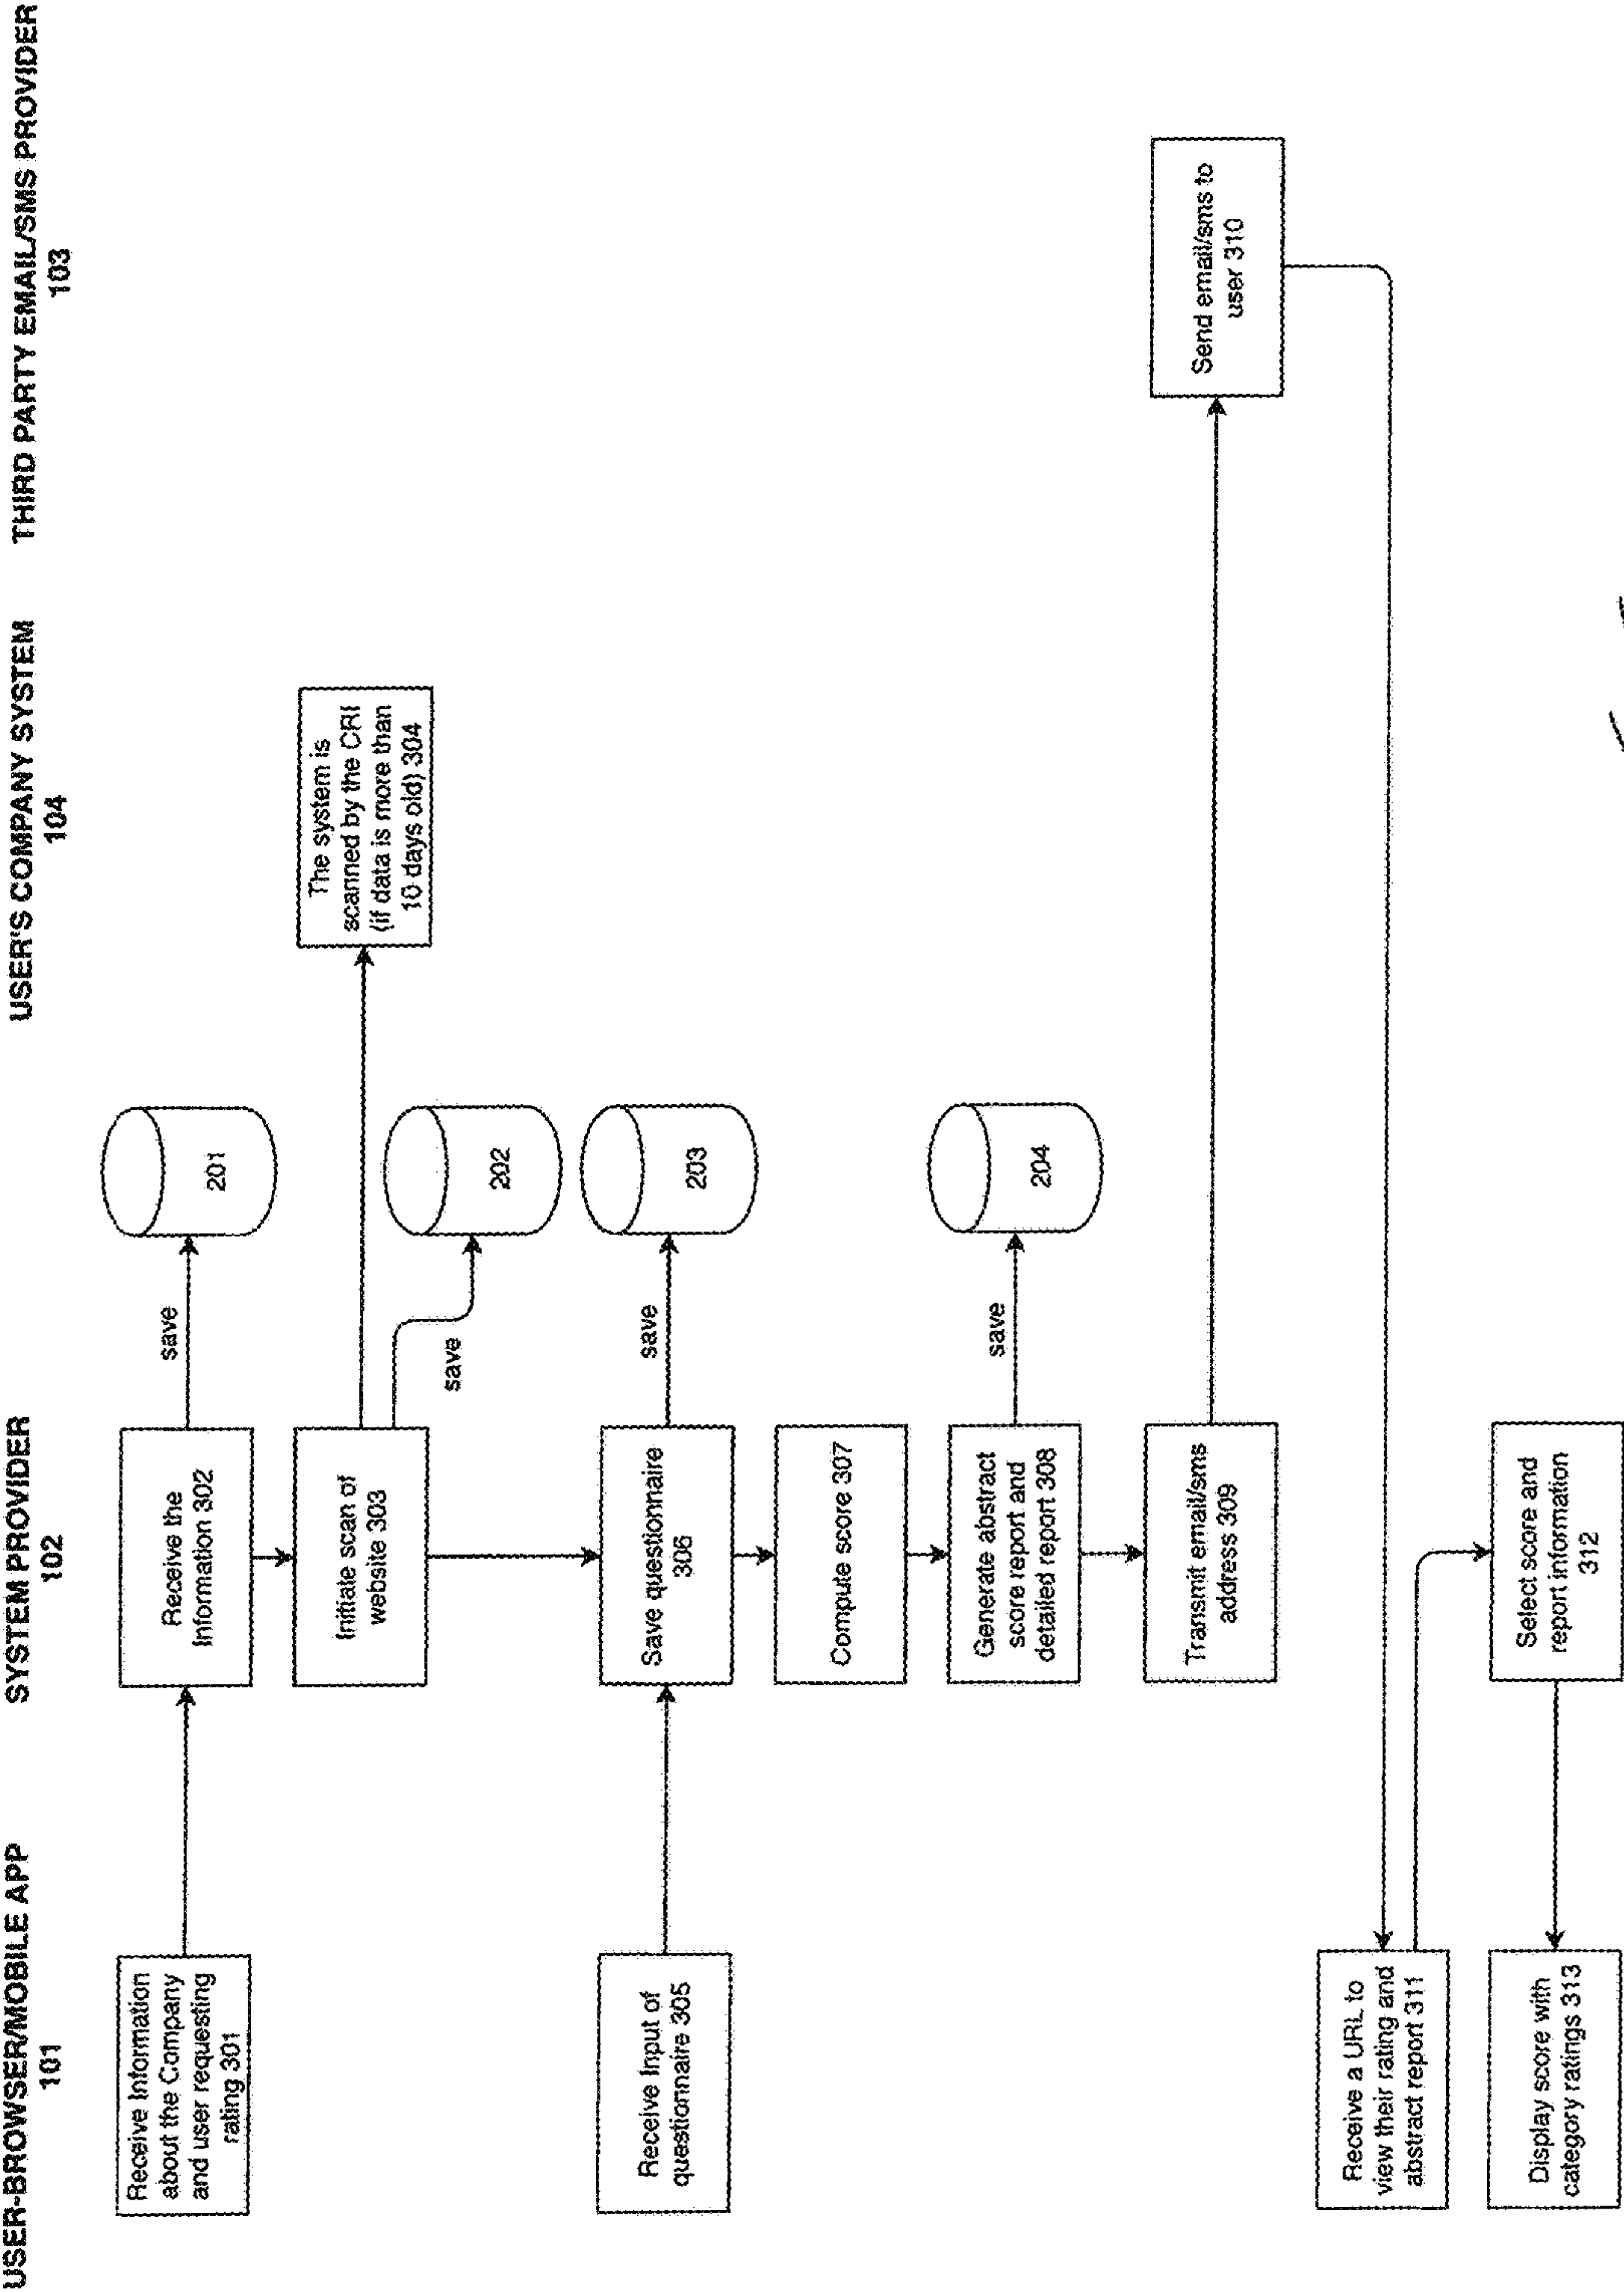 USER-BROWSER/MOBILE APP
101
SYSTEM PROVIDER
102
USER'S COMPANY SYSTEM
104
THIRD PARTY EMAIL/SMS PROVIDER
103
Receive Information
about the Company
and user requesting
rating 301
Receive the
Information 302
save
201
Initiate scan of
website 303
save
202
The system is
scanned by the CRI
(if data is more than
10 days old) 304
Receive Input of
questionnaire 305
Save questionnaire
306
save
203
Compute score 307
Generate abstract
score report and
detailed report 308
save
204
Transmit email/sms
address 309
Send email/sms to
user 310
Receive a URL to
view their rating and
abstract report 311
Select score and
report information
312
Display score with
category ratings 313